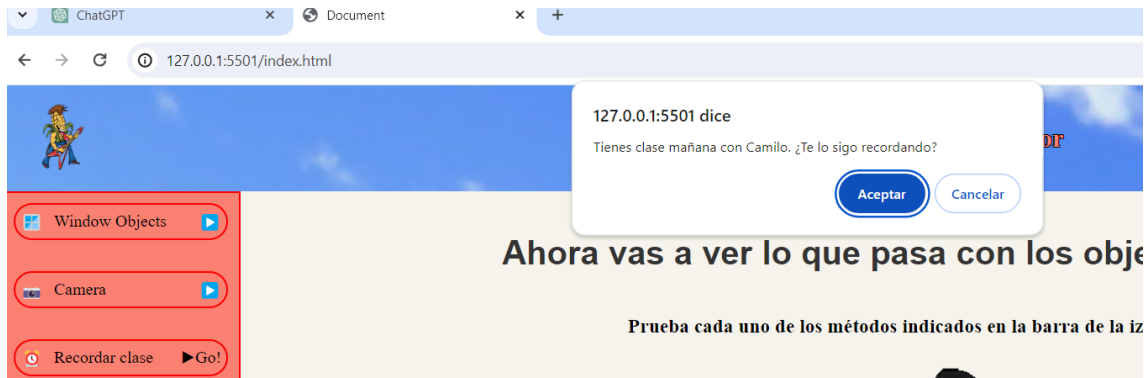 ChatGPT
Document
127.0.0.1:5501/index.html
127.0.0.1:5501 dice
Tienes clase mañana con Camilo. ¿Te lo sigo recordando?
Aceptar
Cancelar
or
Window Objects
Camera
Recordar clase ▶Go!
Ahora vas a ver lo que pasa con los obje
Prueba cada uno de los métodos indicados en la barra de la iz